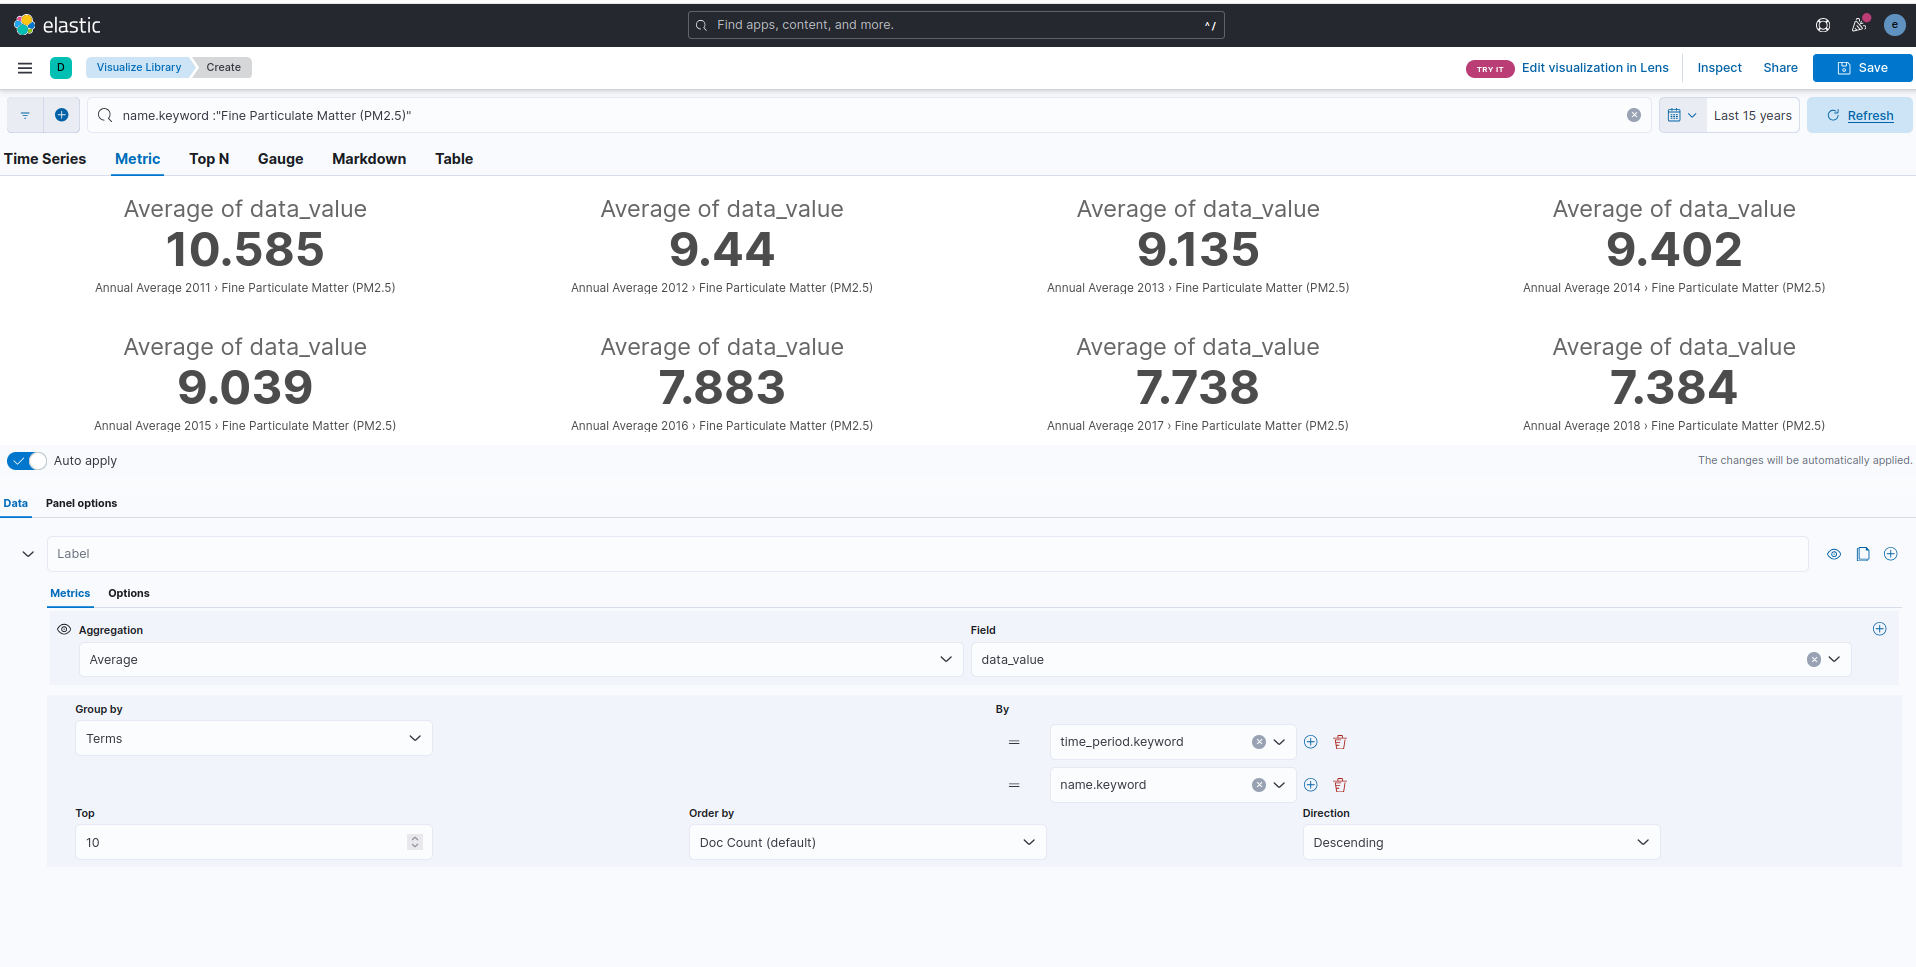 elastic
Find apps, content, and more.
^/
e
D
Visualize Library
Create
TRY IT
Edit visualization in Lens
Inspect
Share
Save
name.keyword :"Fine Particulate Matter (PM2.5)"
Last 15 years
Refresh
Time Series
Metric
Top N
Gauge
Markdown
Table
Average of data_value
10.585
Annual Average 2011 › Fine Particulate Matter (PM2.5)
Average of data_value
9.44
Annual Average 2012 › Fine Particulate Matter (PM2.5)
Average of data_value
9.135
Annual Average 2013 › Fine Particulate Matter (PM2.5)
Average of data_value
9.402
Annual Average 2014 › Fine Particulate Matter (PM2.5)
Average of data_value
9.039
Annual Average 2015 › Fine Particulate Matter (PM2.5)
Average of data_value
7.883
Annual Average 2016 › Fine Particulate Matter (PM2.5)
Average of data_value
7.738
Annual Average 2017 › Fine Particulate Matter (PM2.5)
Average of data_value
7.384
Annual Average 2018 › Fine Particulate Matter (PM2.5)
Auto apply
The changes will be automatically applied.
Data
Panel options
Label
Metrics
Options
Aggregation
Average
Field
data_value
Group by
Terms
By
time_period.keyword
name.keyword
Top
10
Order by
Doc Count (default)
Direction
Descending